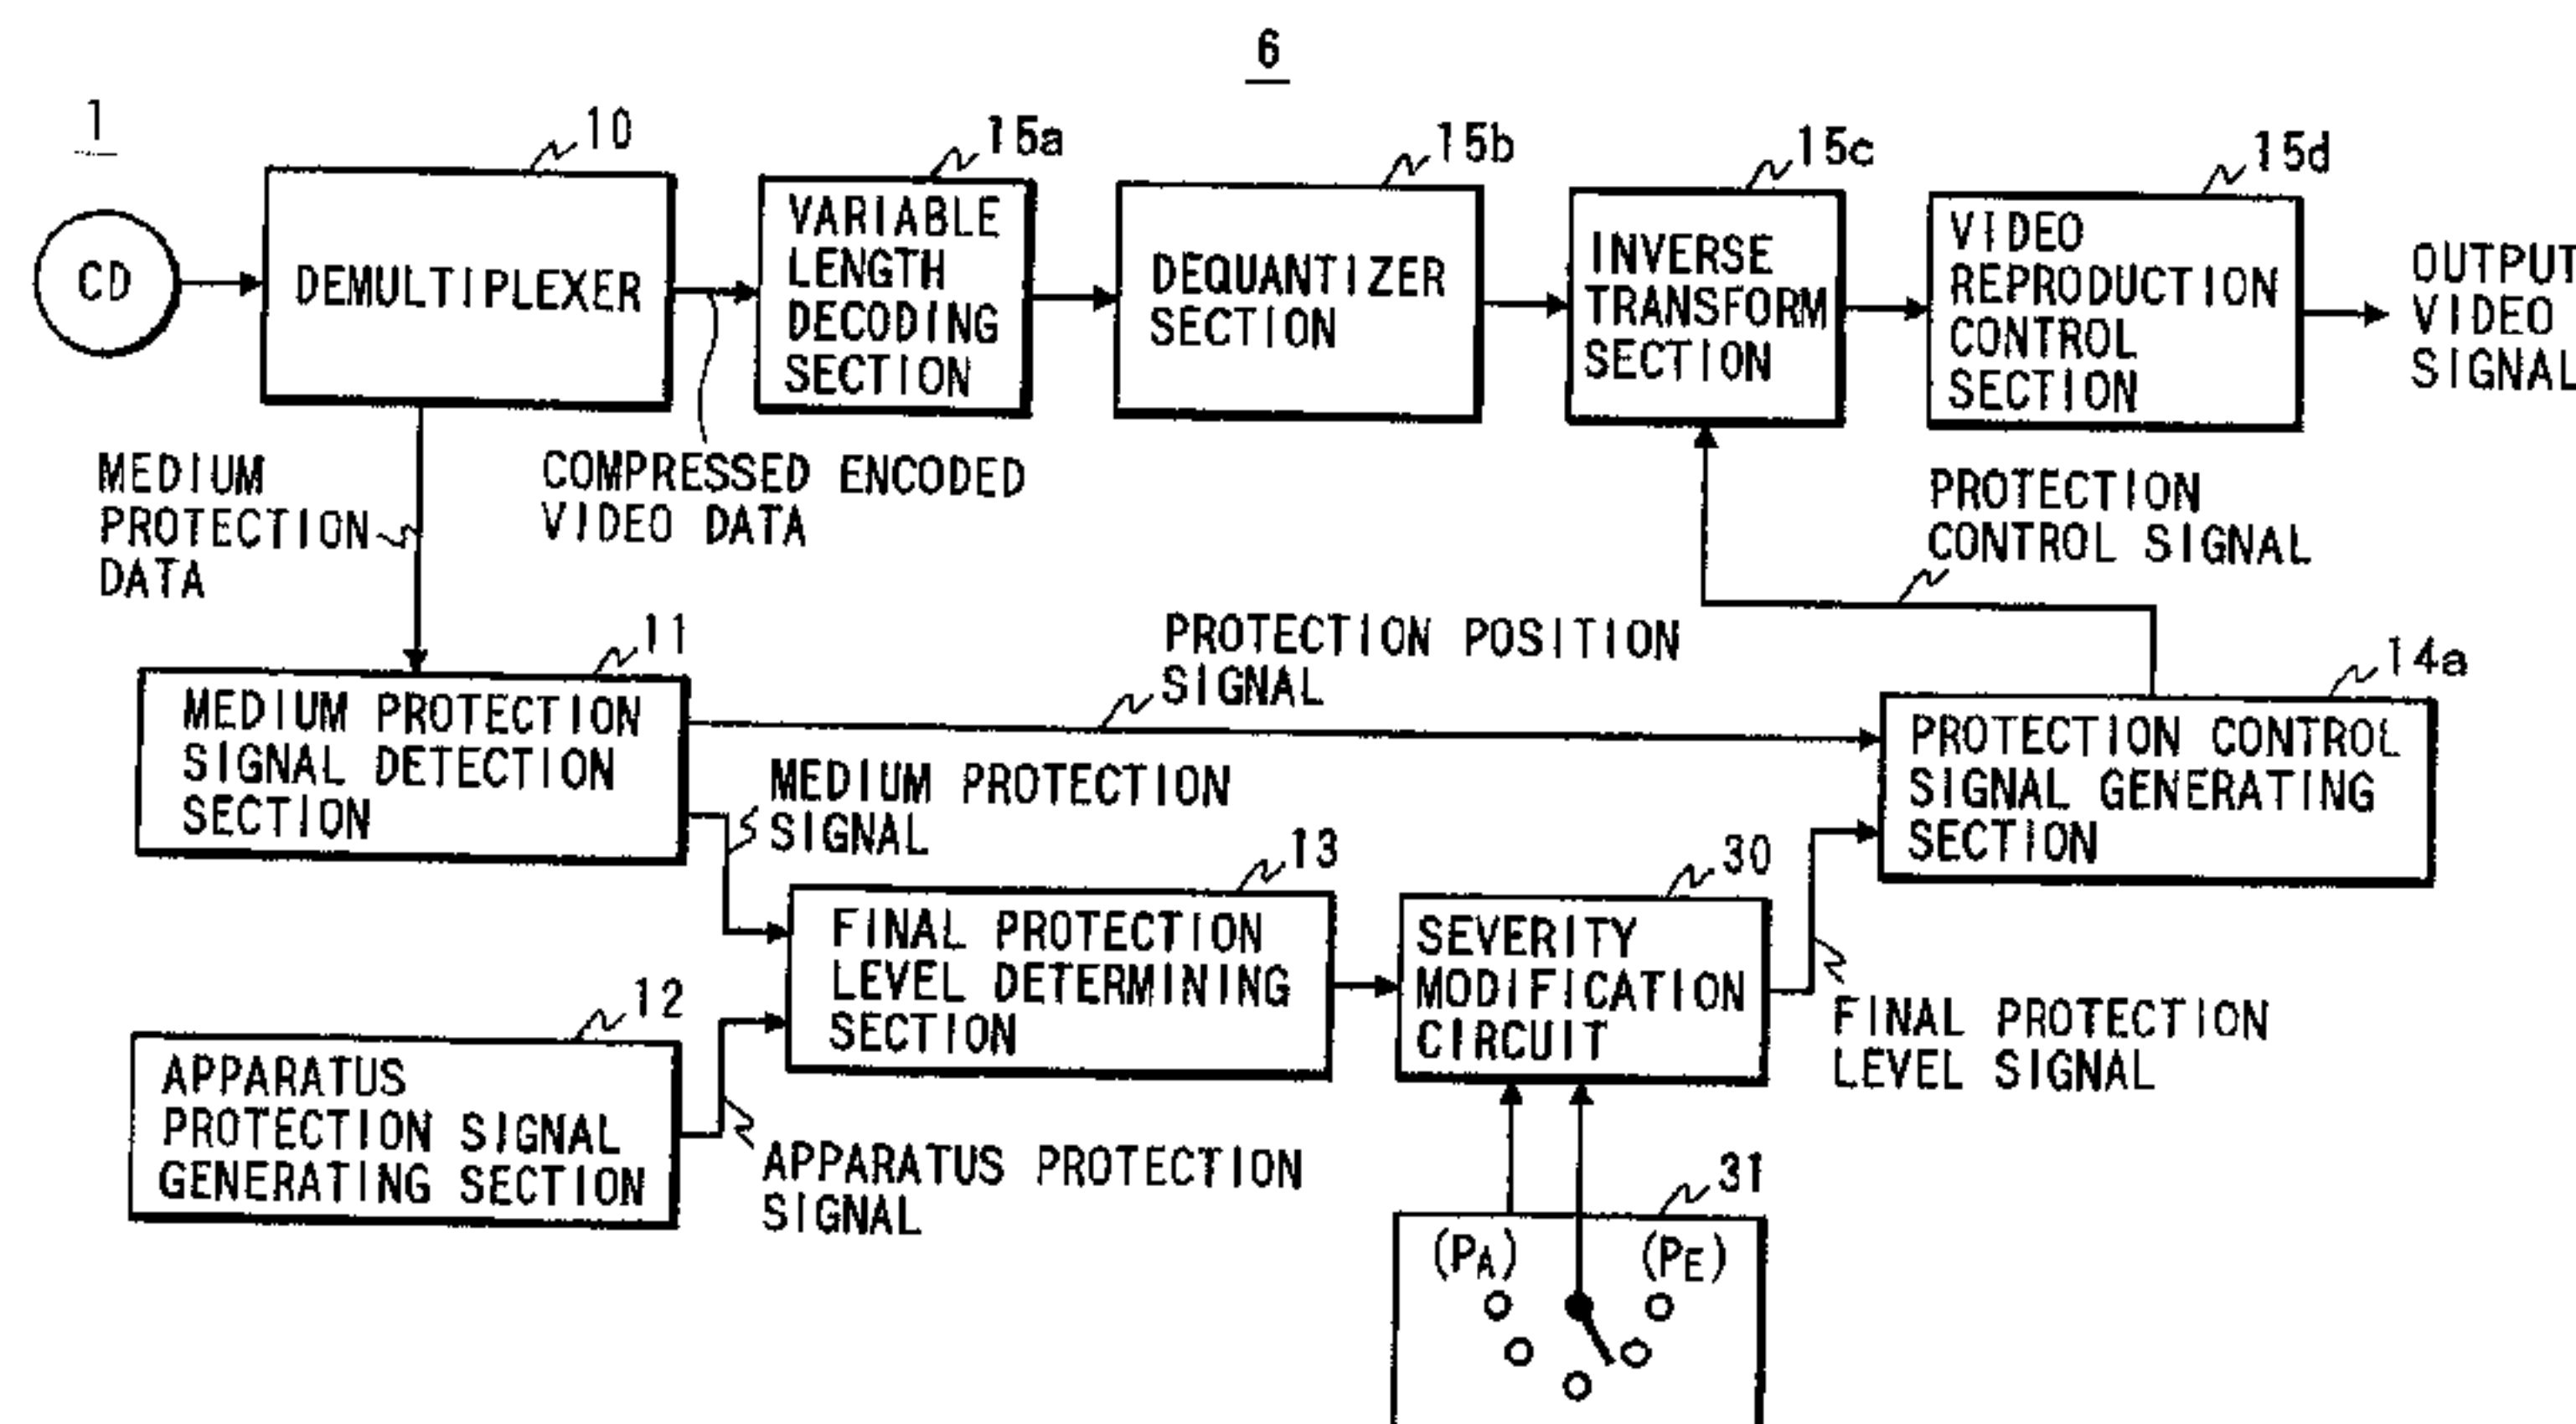 6
1
10
15a
15b
15c
15d
CD
DEMULTIPLEXER
VARIABLE
LENGTH
DECODING
SECTION
DEQUANTIZER
SECTION
INVERSE
TRANSFORM
SECTION
VIDEO
REPRODUCTION
CONTROL
SECTION
OUTPUT
VIDEO
SIGNAL
MEDIUM
PROTECTION
DATA
COMPRESSED ENCODED
VIDEO DATA
PROTECTION
CONTROL SIGNAL
11
PROTECTION POSITION
SIGNAL
14a
MEDIUM PROTECTION
SIGNAL DETECTION
SECTION
MEDIUM PROTECTION
SIGNAL
PROTECTION CONTROL
SIGNAL GENERATING
SECTION
13
30
FINAL PROTECTION
LEVEL DETERMINING
SECTION
SEVERITY
MODIFICATION
CIRCUIT
FINAL PROTECTION
LEVEL SIGNAL
12
APPARATUS
PROTECTION SIGNAL
GENERATING SECTION
APPARATUS PROTECTION
SIGNAL
31
(PA) (PE)